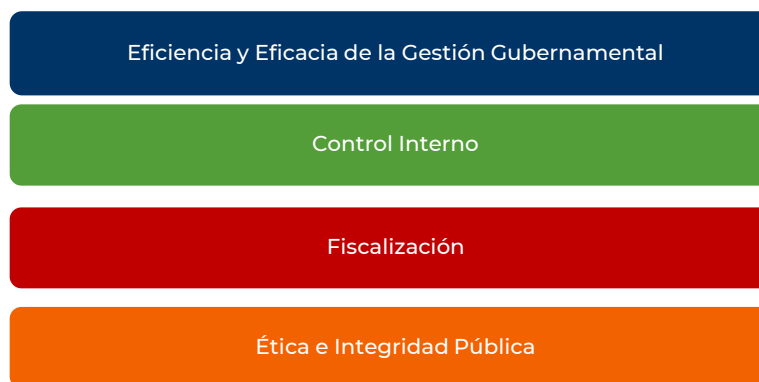 Eficiencia y Eficacia de la Gestión Gubernamental
Control Interno
Fiscalización
Ética e Integridad Pública